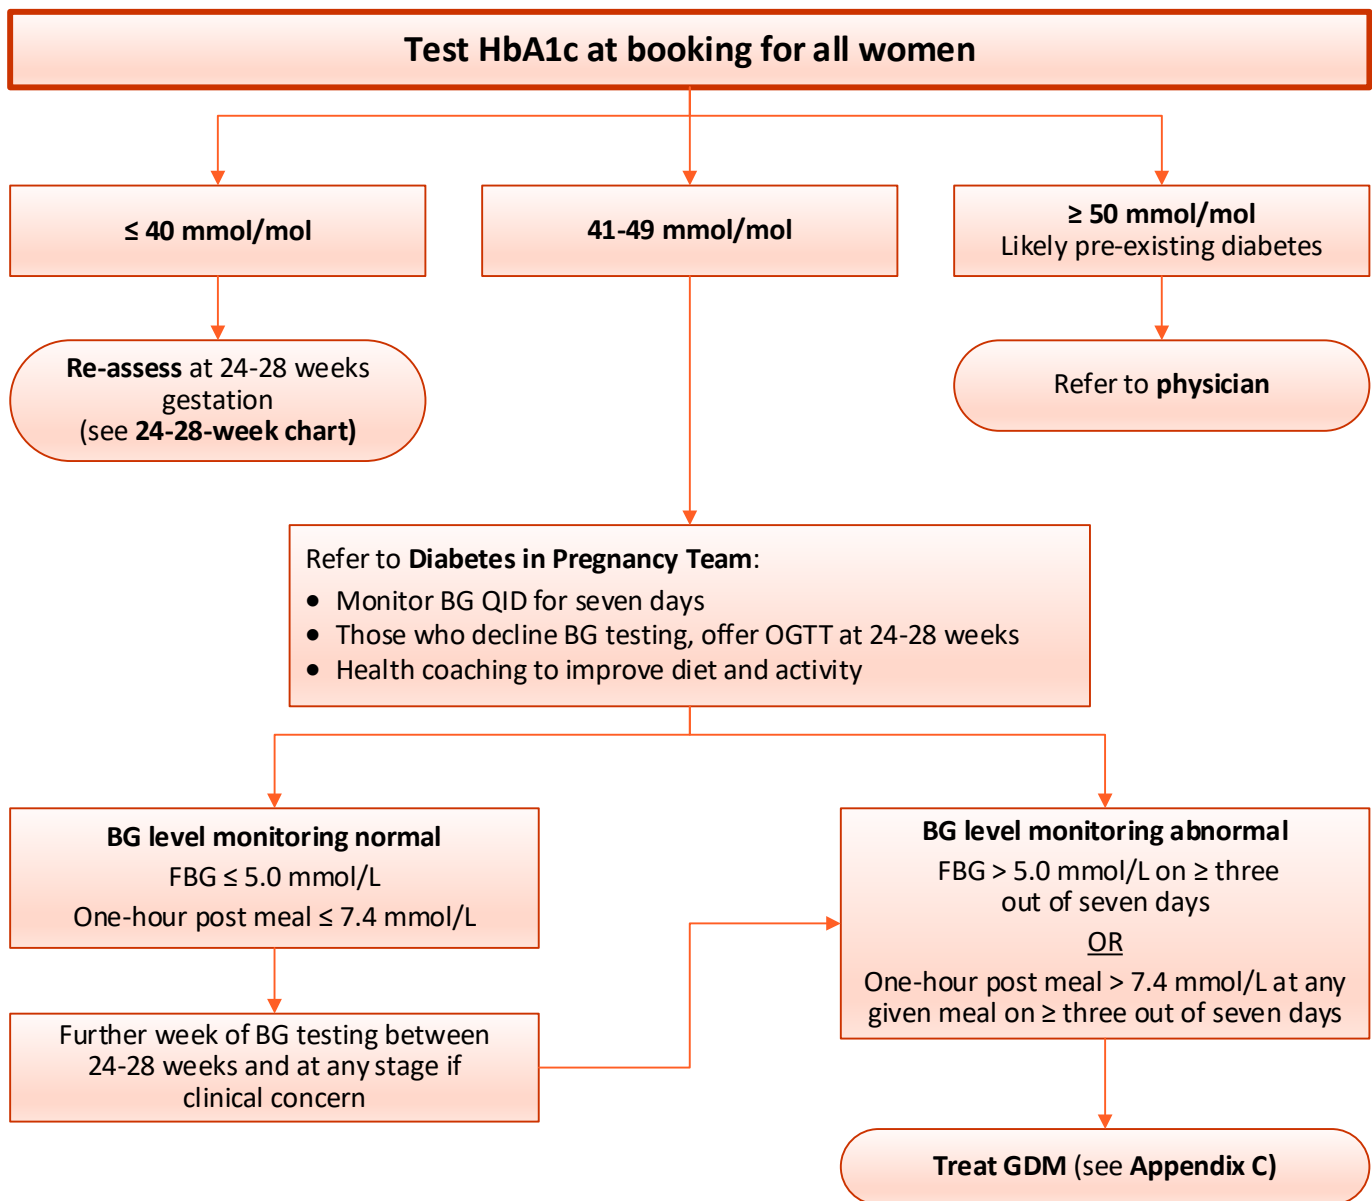 Test HbA1c at booking for all women
≤ 40 mmol/mol
41-49 mmol/mol
≥ 50 mmol/mol
Likely pre-existing diabetes
Re-assess at 24-28 weeks
gestation
(see 24-28-week chart)
Refer to physician
Refer to Diabetes in Pregnancy Team:
• Monitor BG QID for seven days
• Those who decline BG testing, offer OGTT at 24-28 weeks
• Health coaching to improve diet and activity
BG level monitoring normal
FBG ≤ 5.0 mmol/L
One-hour post meal ≤ 7.4 mmol/L
BG level monitoring abnormal
FBG > 5.0 mmol/L on ≥ three
out of seven days
OR
One-hour post meal > 7.4 mmol/L at any
given meal on ≥ three out of seven days
Further week of BG testing between
24-28 weeks and at any stage if
clinical concern
Treat GDM (see Appendix C)